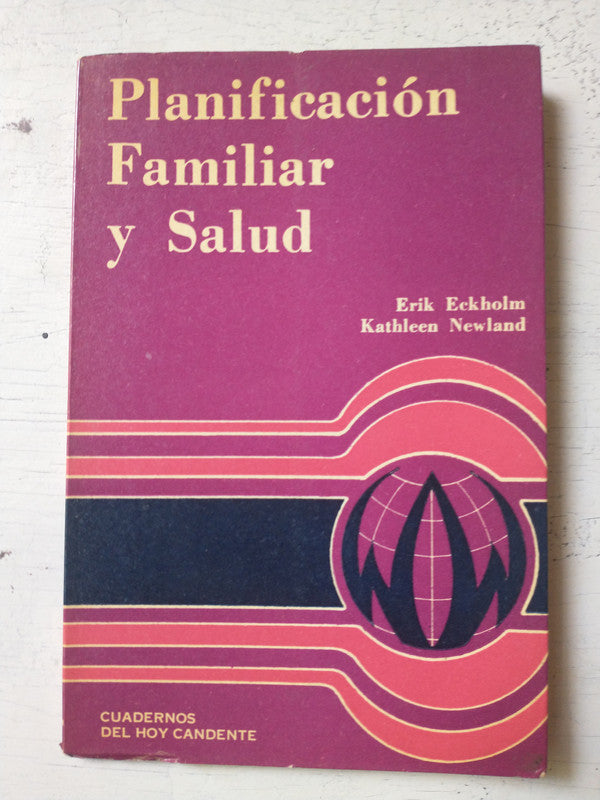 Planificación
Familiar
y Salud
Erik Eckholm
Kathleen Newland
CUADERNOS
DEL HOY CANDENTE